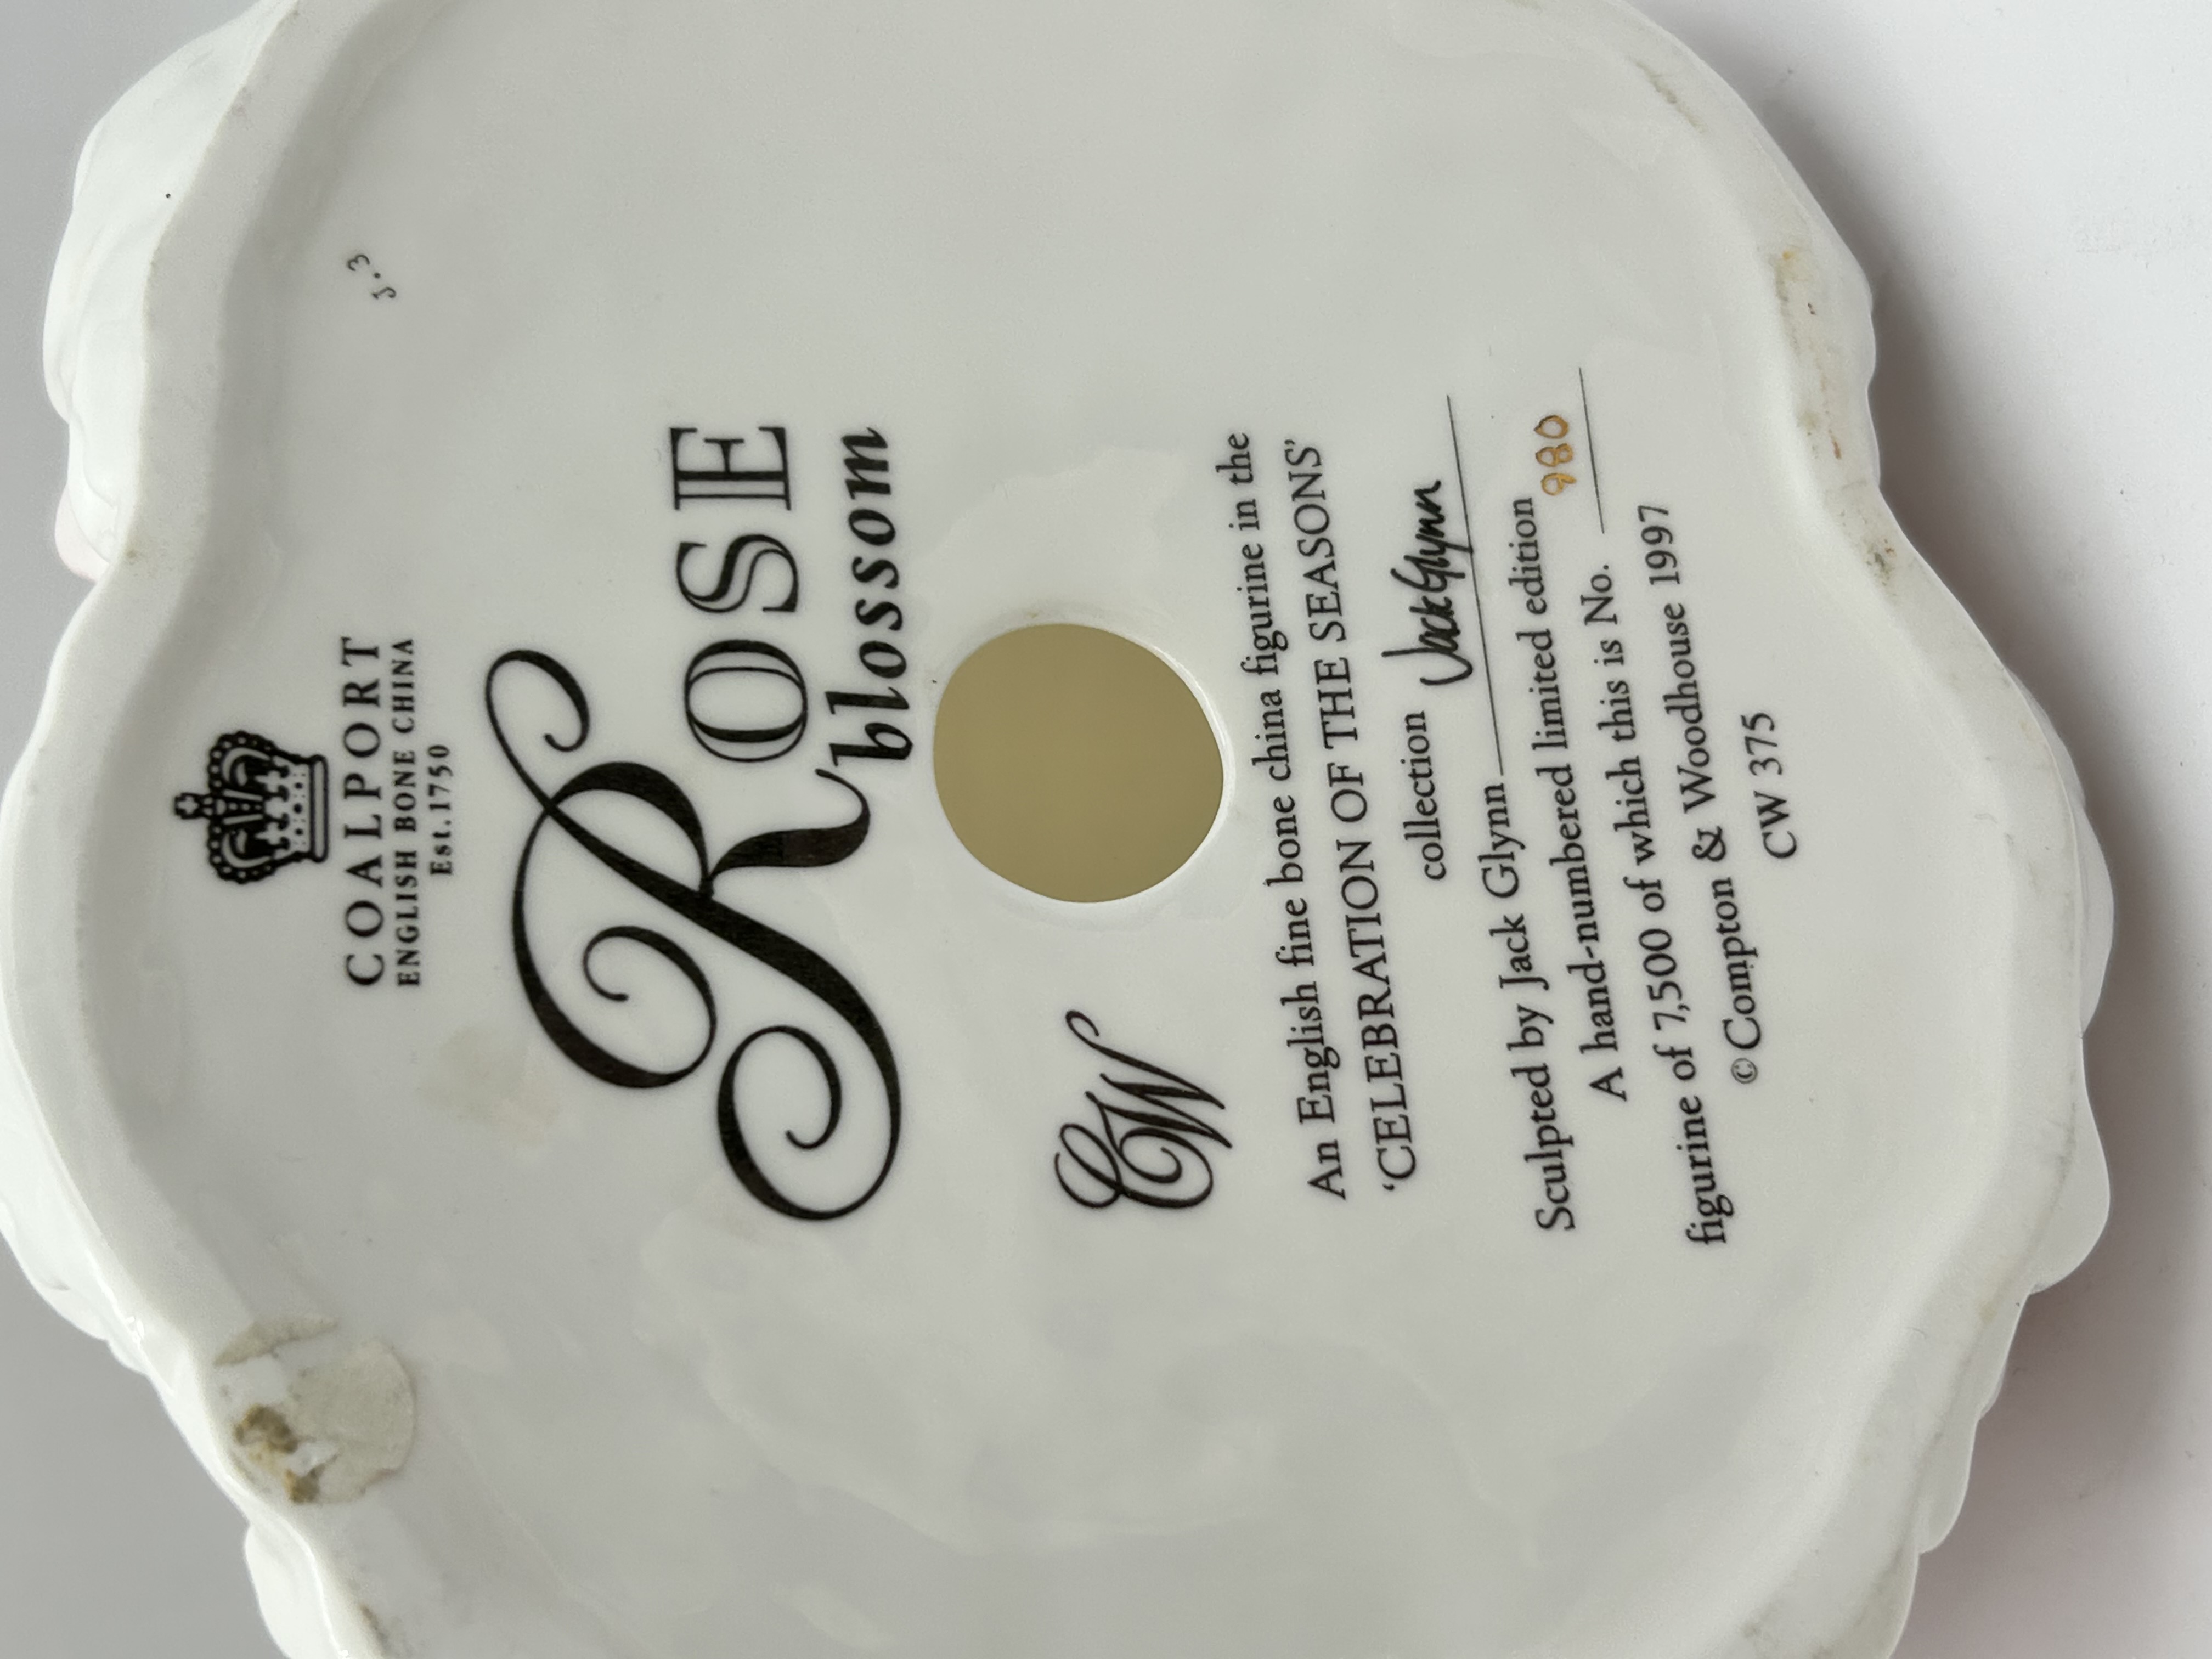 COALPORT
ENGLISH BONE CHINA
Est.1750
ROSE
blossom
CW
An English fine bone china figurine in the
‘CELEBRATION OF THE SEASONS’
collection
Jack Glynn
Sculpted by Jack Glynn
A hand-numbered limited edition
figurine of 7,500 of which this is No. 980
© Compton & Woodhouse 1997
CW 375